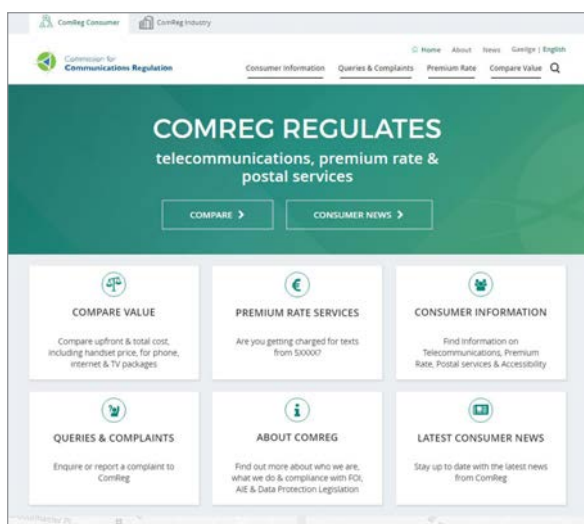 ComReg Consumer ComReg Industry
Home About News Gaeilge | English
Commission for
Communications Regulation
Consumer Information Queries & Complaints Premium Rate Compare Value
COMREG REGULATES
telecommunications, premium rate &
postal services
COMPARE CONSUMER NEWS
COMPARE VALUE
Compare upfront & total cost,
including handset price, for phone,
internet & TV packages
PREMIUM RATE SERVICES
Are you getting charged for texts
from 5XXXX?
CONSUMER INFORMATION
Find Information on
Telecommunications, Premium
Rate, Postal services & Accessibility
QUERIES & COMPLAINTS
Enquire or report a complaint to
ComReg
ABOUT COMREG
Find out more about who we are,
what we do & compliance with FOI,
AIE & Data Protection Legislation
LATEST CONSUMER NEWS
Stay up to date with the latest news
from ComReg